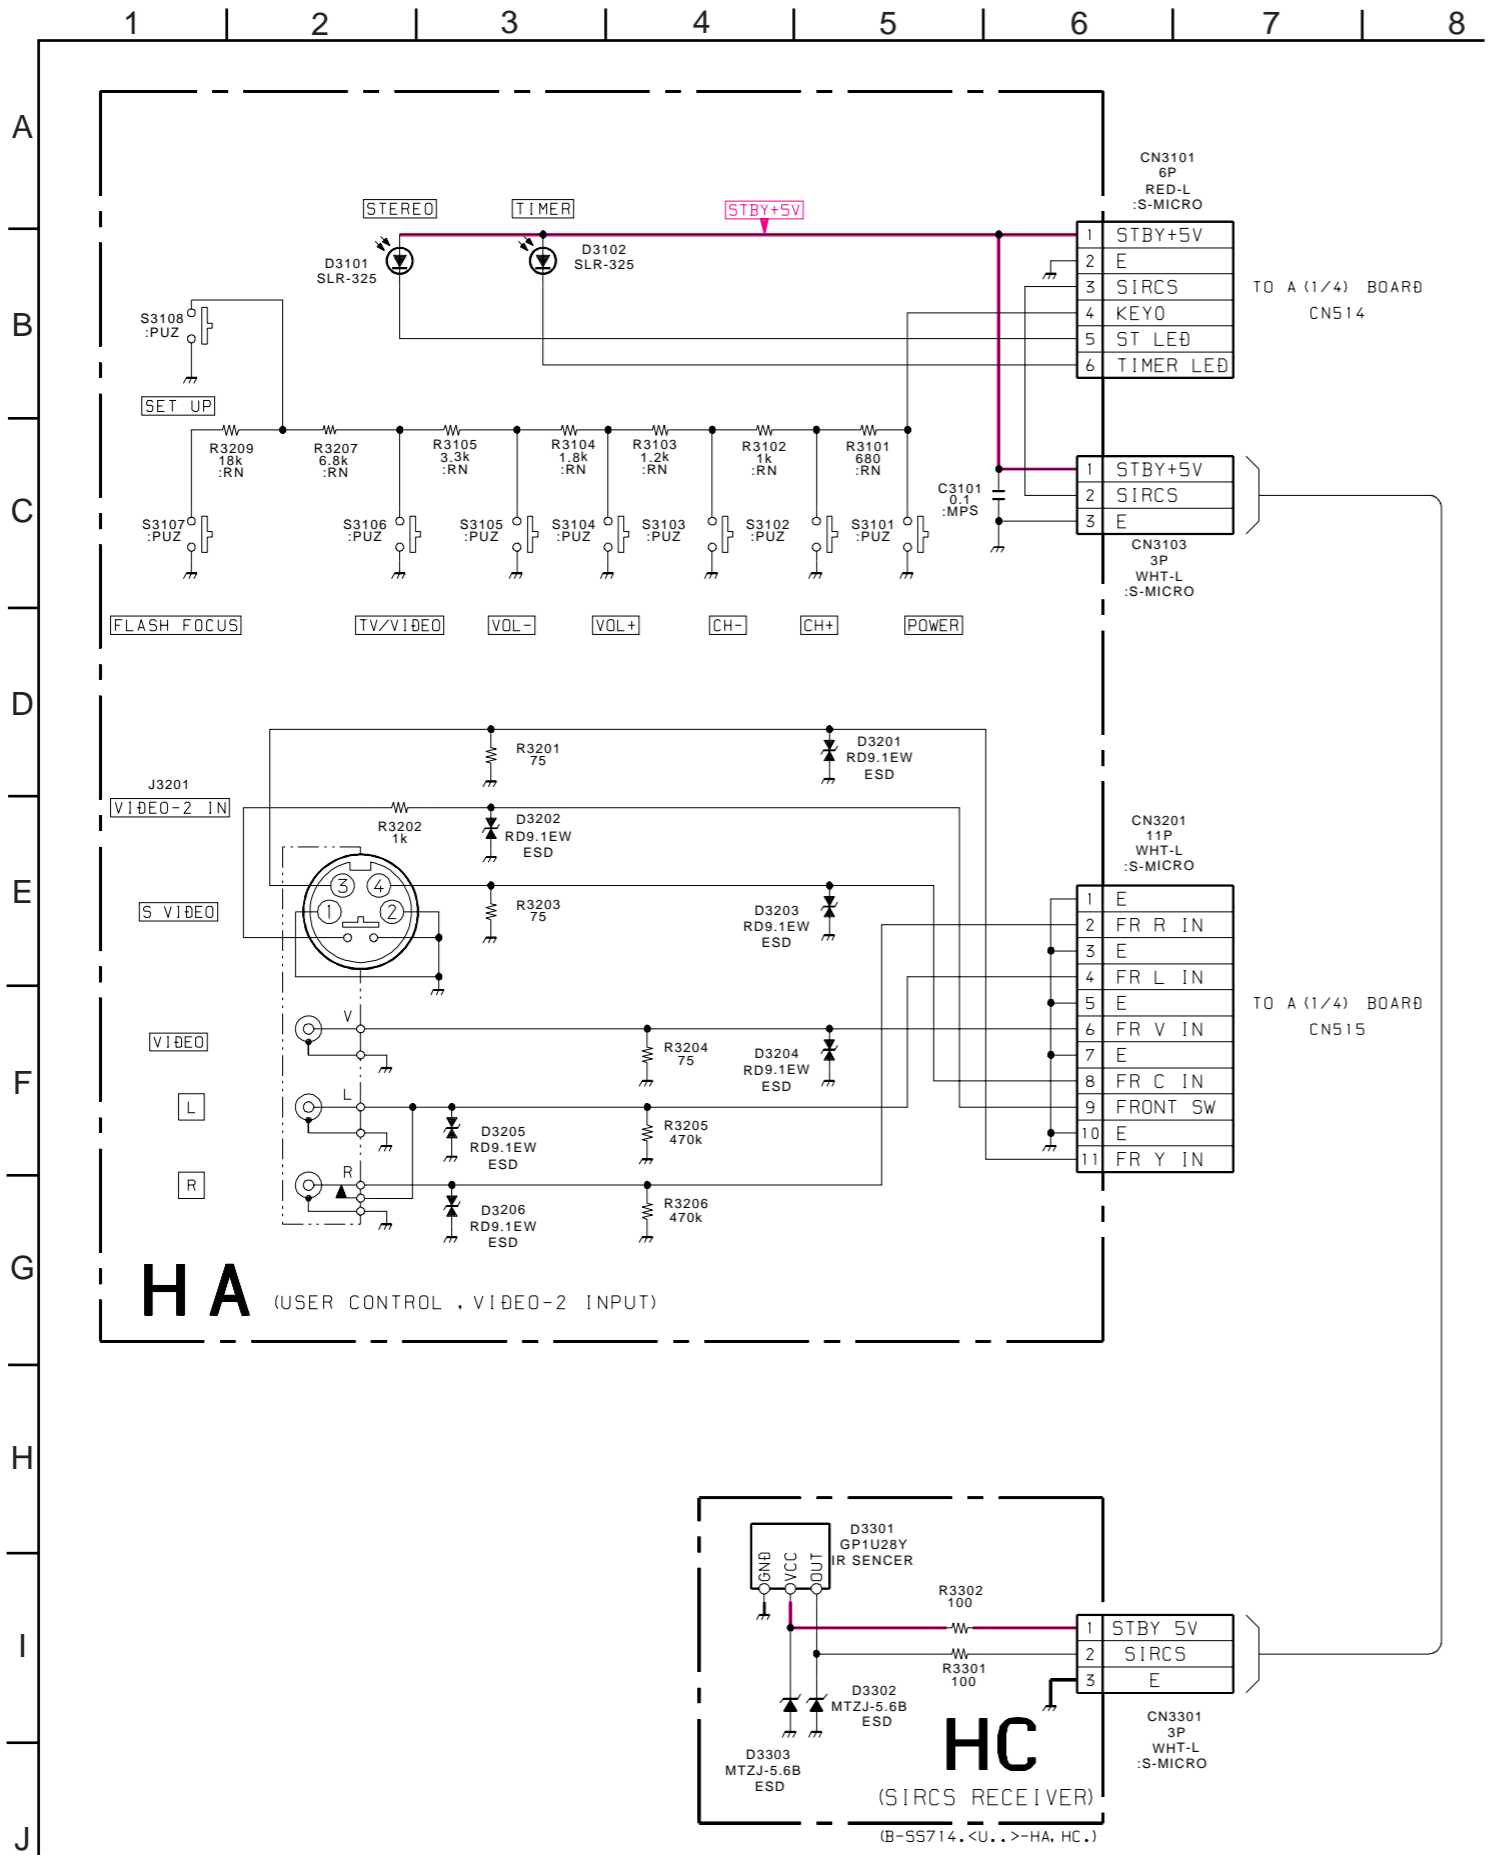 1 2 3 4 5 6 7 8
A
CN3101
6P
RED-L
:S-MICRO
STEREO
TIMER
STBY+5V
D3101
SLR-325
D3102
SLR-325
1 STBY+5V
2 E
3 SIRCS
4 KEYO
5 ST LED
6 TIMER LED
TO A (1/4) BOARD
CN514
B
S3108
:PUZ
SET UP
R3209
18k
:RN
R3207
6.8k
:RN
R3105
3.3k
:RN
R3104
1.8k
:RN
R3103
1.2k
:RN
R3102
1k
:RN
R3101
680
:RN
C3101
0.1
:MPS
1 STBY+5V
2 SIRCS
3 E
CN3103
3P
WHT-L
:S-MICRO
C
S3107
:PUZ
S3106
:PUZ
S3105
:PUZ
S3104
:PUZ
S3103
:PUZ
S3102
:PUZ
S3101
:PUZ
FLASH FOCUS
TV/VIDEO
VOL-
VOL+
CH-
CH+
POWER
D
R3201
75
D3201
RD9.1EW
ESD
J3201
VIDEO-2 IN
R3202
1k
D3202
RD9.1EW
ESD
CN3201
11P
WHT-L
:S-MICRO
E
S VIDEO
3 4
1 2
R3203
75
D3203
RD9.1EW
ESD
1 E
2 FR R IN
3 E
4 FR L IN
5 E
6 FR V IN
7 E
8 FR C IN
9 FRONT SW
10 E
11 FR Y IN
TO A (1/4) BOARD
CN515
VIDEO
V
R3204
75
D3204
RD9.1EW
ESD
F
L
L
D3205
RD9.1EW
ESD
R3205
470k
R
R
D3206
RD9.1EW
ESD
R3206
470k
G
HA (USER CONTROL , VIDEO-2 INPUT)
H
D3301
GP1U28Y
IR SENCER
GND
VCC
OUT
R3302
100
R3301
100
1 STBY 5V
2 SIRCS
3 E
I
D3302
MTZJ-5.6B
ESD
D3303
MTZJ-5.6B
ESD
CN3301
3P
WHT-L
:S-MICRO
HC
(SIRCS RECEIVER)
J
(B-SS714.<U..>-HA, HC.)